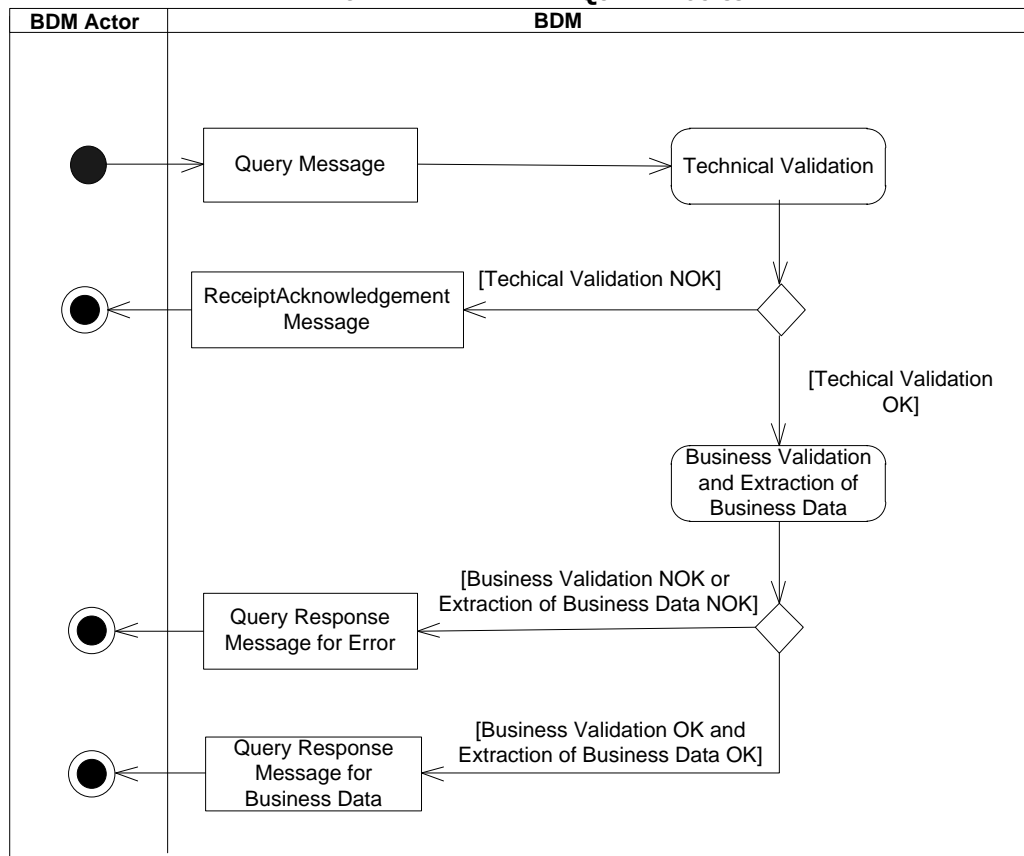 BDM Actor
BDM
Query Message
Technical Validation
[Techical Validation NOK]
ReceiptAcknowledgement
Message
[Techical Validation
OK]
Business Validation
and Extraction of
Business Data
[Business Validation NOK or
Extraction of Business Data NOK]
Query Response
Message for Error
[Business Validation OK and
Extraction of Business Data OK]
Query Response
Message for
Business Data